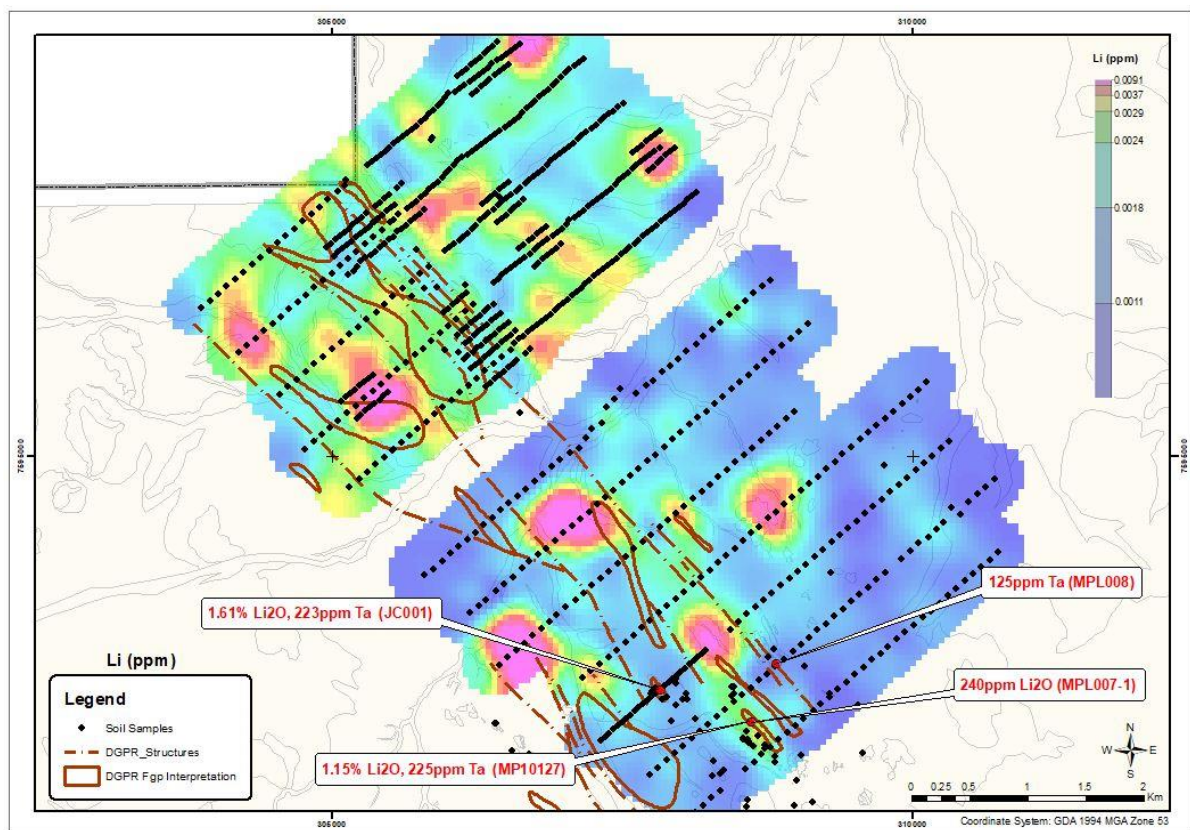 305000
310000
Li (ppm)
0.0091
0.0037
0.0029
0.0024
0.0018
0.0011
7595000
7595000
125ppm Ta (MPL008)
1.61% Li2O, 223ppm Ta (JC001)
240ppm Li2O (MPL007-1)
1.15% Li2O, 225ppm Ta (MP10127)
Li (ppm)
Legend
Soil Samples
DGPR_Structures
DGPR Fgp Interpretation
N
W E
S
0 0.25 0.5 1 1.5 2
Km
305000
310000
Coordinate System: GDA 1994 MGA Zone 53